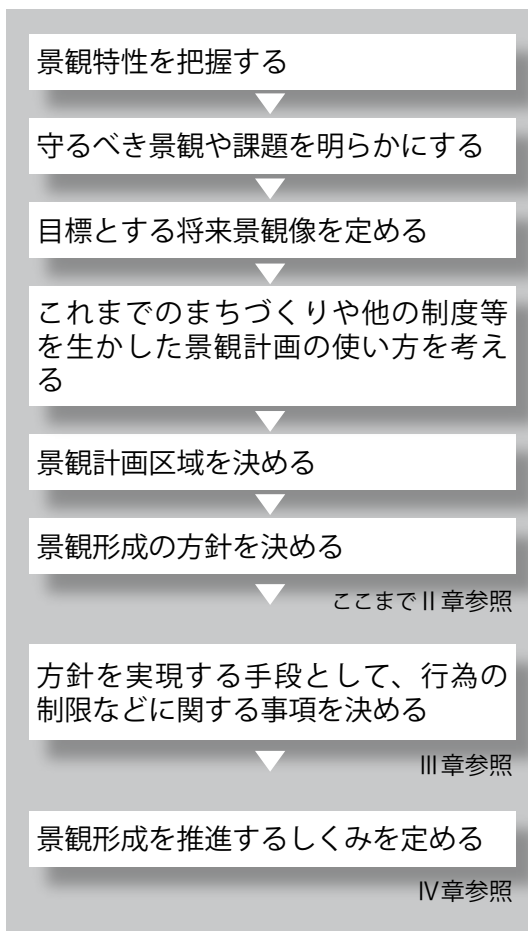 景観特性を把握する
守るべき景観や課題を明らかにする
目標とする将来景観像を定める
これまでのまちづくりや他の制度等
を生かした景観計画の使い方を考え
る
景観計画区域を決める
景観形成の方針を決める
ここまでⅡ章参照
方針を実現する手段として、行為の
制限などに関する事項を決める
Ⅲ章参照
景観形成を推進するしくみを定める
Ⅳ章参照